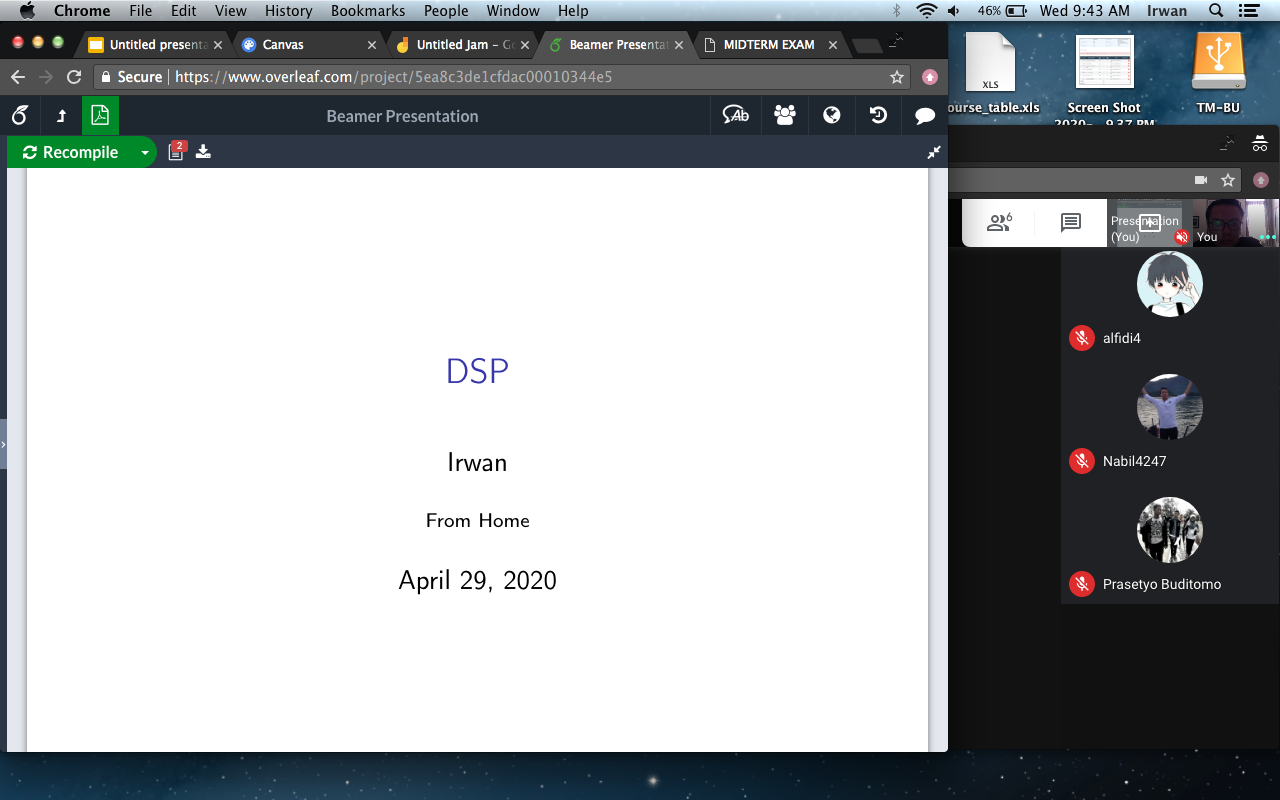 Chrome File Edit View History Bookmarks People Window Help 46% Wed 9:43 AM Irwan
Untitled presenta
Canvas
Untitled Jam – Go
Beamer Presentat
MIDTERM EXAM
Secure https://www.overleaf.com/project/5ea8c3de1cfdac00010344e5
Beamer Presentation
Ab
Recompile
2
DSP
Irwan
From Home
April 29, 2020
XLS
ourse_table.xls
Screen Shot
2020-...9.37 PM
TM-BU
6
Presentation
(You)
You
alfidi4
Nabil4247
Prasetyo Buditomo